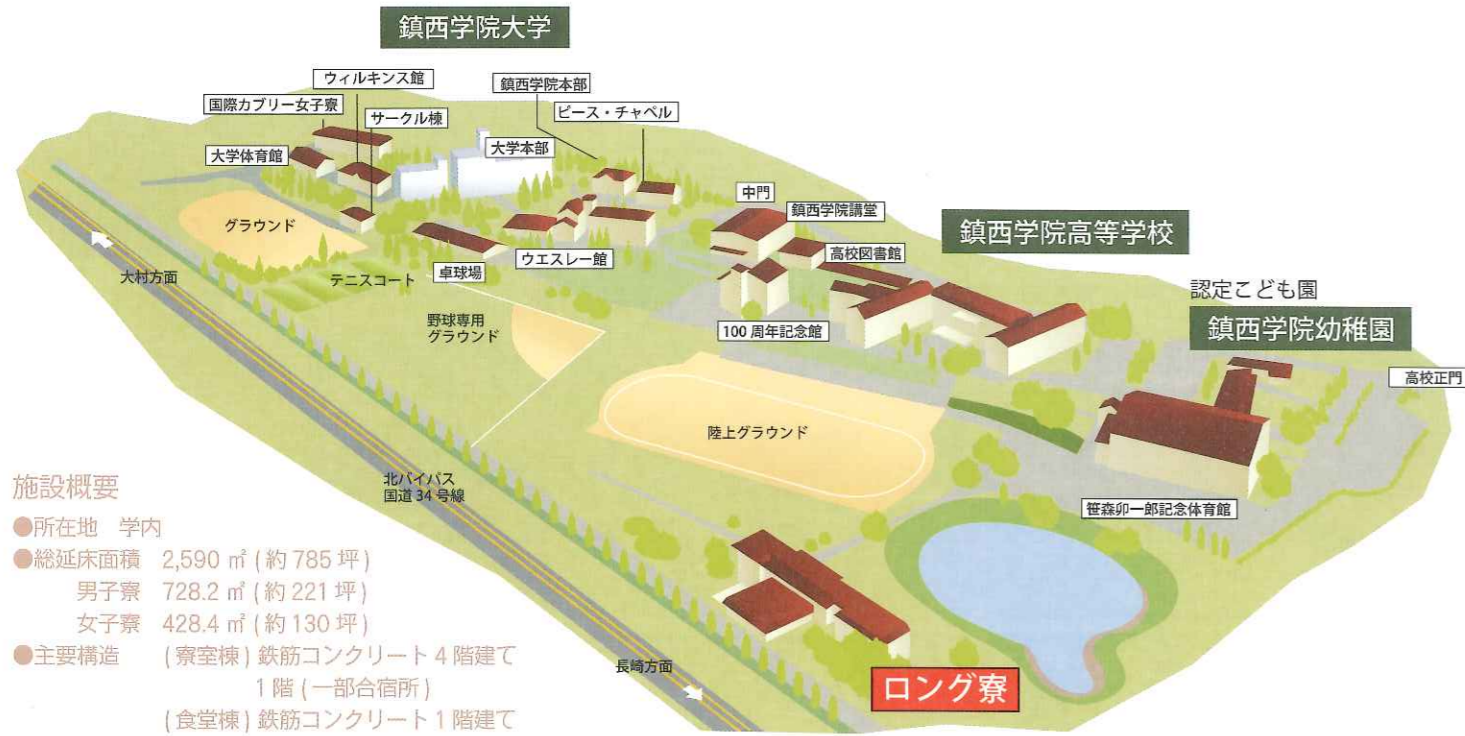 鎮西学院大学
ウィルキンス館
鎮西学院本部
国際カブリー女子寮
サークル棟
ピース・チャペル
大学体育館
大学本部
中門
鎮西学院講堂
鎮西学院高等学校
グラウンド
ウエスレー館
高校図書館
大村方面
テニスコート
卓球場
認定こども園
鎮西学院幼稚園
野球専用
グラウンド
100周年記念館
高校正門
陸上グラウンド
北バイパス
国道34号線
笹森卯一郎記念体育館
施設概要
●所在地 学内
●総延床面積 2,590 ㎡ (約 785 坪)
男子寮 728.2 ㎡ (約 221 坪)
女子寮 428.4 ㎡ (約 130 坪)
●主要構造 (寮室棟) 鉄筋コンクリート 4 階建て
1 階 (一部合宿所)
(食堂棟) 鉄筋コンクリート 1 階建て
長崎方面
ロング寮